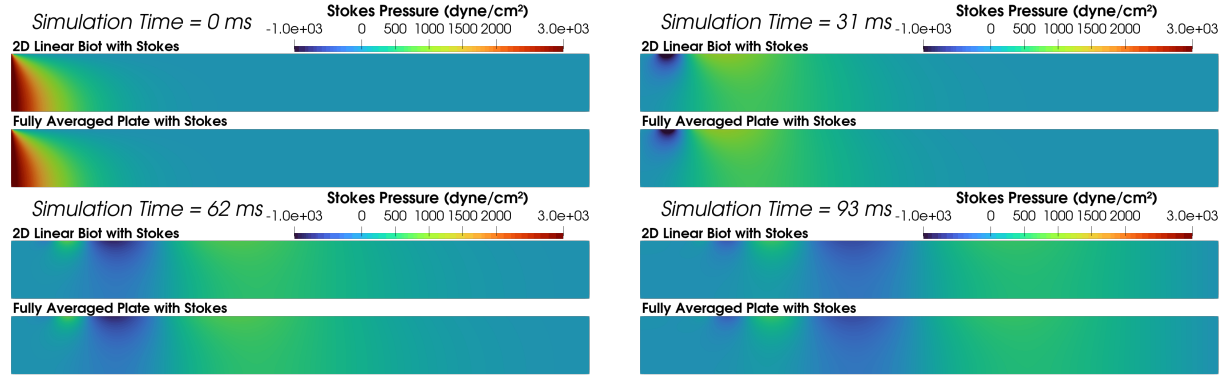 Simulation Time = 0 ms
Stokes Pressure (dyne/cm²)
-1.0e+03 0 500 1000 1500 2000 3.0e+03
2D Linear Biot with Stokes
Fully Averaged Plate with Stokes
Simulation Time = 31 ms
Stokes Pressure (dyne/cm²)
-1.0e+03 0 500 1000 1500 2000 3.0e+03
2D Linear Biot with Stokes
Fully Averaged Plate with Stokes
Simulation Time = 62 ms
Stokes Pressure (dyne/cm²)
-1.0e+03 0 500 1000 1500 2000 3.0e+03
2D Linear Biot with Stokes
Fully Averaged Plate with Stokes
Simulation Time = 93 ms
Stokes Pressure (dyne/cm²)
-1.0e+03 0 500 1000 1500 2000 3.0e+03
2D Linear Biot with Stokes
Fully Averaged Plate with Stokes